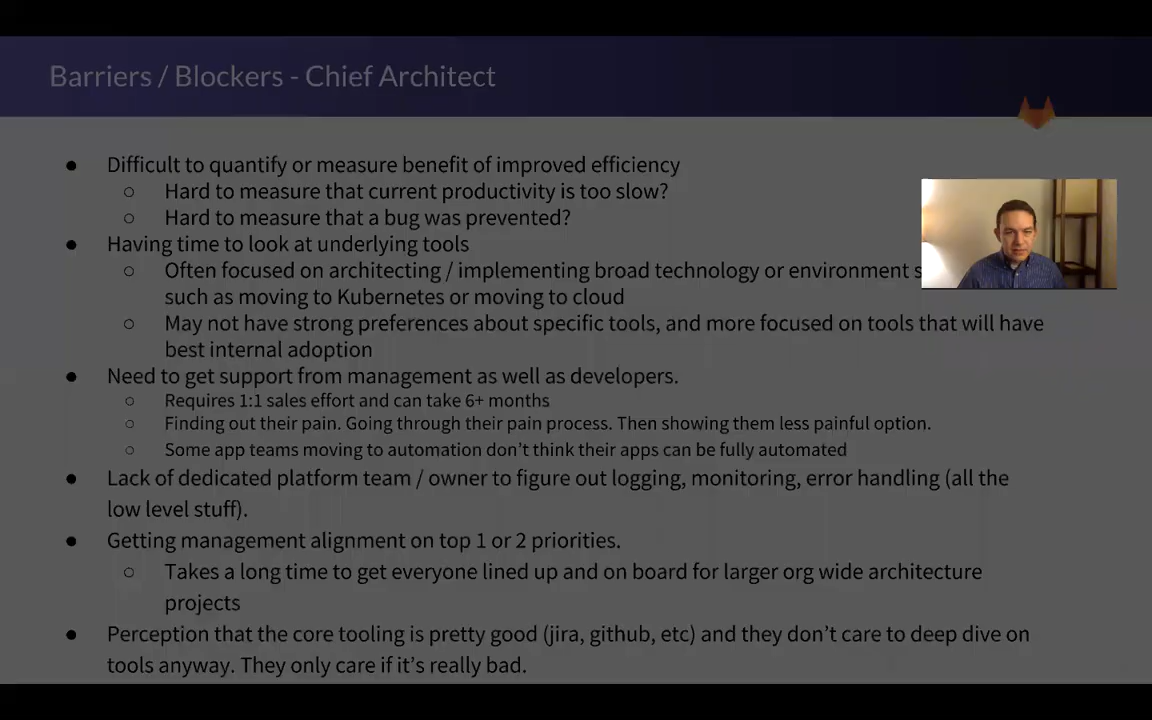 Barriers / Blockers - Chief Architect
● Difficult to quantify or measure benefit of improved efficiency
○ Hard to measure that current productivity is too slow?
○ Hard to measure that a bug was prevented?
● Having time to look at underlying tools
○ Often focused on architecting / implementing broad technology or environment
such as moving to Kubernetes or moving to cloud
○ May not have strong preferences about specific tools, and more focused on tools that will have
best internal adoption
● Need to get support from management as well as developers.
○ Requires 1:1 sales effort and can take 6+ months
○ Finding out their pain. Going through their pain process. Then showing them less painful option.
○ Some app teams moving to automation don't think their apps can be fully automated
● Lack of dedicated platform team / owner to figure out logging, monitoring, error handling (all the
low level stuff).
● Getting management alignment on top 1 or 2 priorities.
○ Takes a long time to get everyone lined up and on board for larger org wide architecture
projects
● Perception that the core tooling is pretty good (jira, github, etc) and they don't care to deep dive on
tools anyway. They only care if it's really bad.